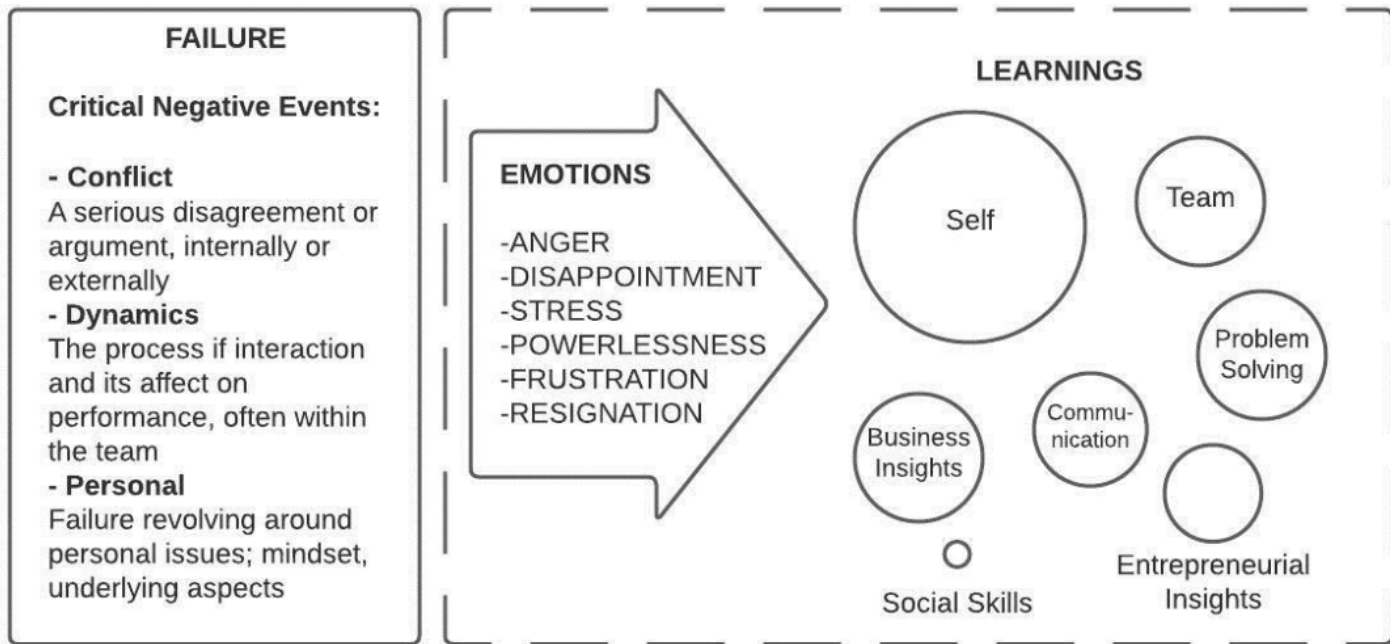 FAILURE
Critical Negative Events:
- Conflict
A serious disagreement or
argument, internally or
externally
- Dynamics
The process if interaction
and its affect on
performance, often within
the team
- Personal
Failure revolving around
personal issues; mindset,
underlying aspects
EMOTIONS
-ANGER
-DISAPPOINTMENT
-STRESS
-POWERLESSNESS
-FRUSTRATION
-RESIGNATION
LEARNINGS
Self
Team
Problem
Solving
Commu-
nication
Business
Insights
Social Skills
Entrepreneurial
Insights